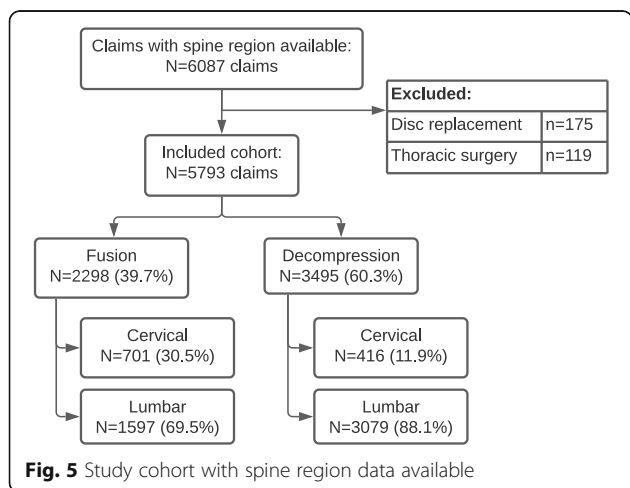 Claims with spine region available:
N=6087 claims
Excluded:
Disc replacement n=175
Thoracic surgery n=119
Included cohort:
N=5793 claims
Fusion
N=2298 (39.7%)
Decompression
N=3495 (60.3%)
Cervical
N=701 (30.5%)
Cervical
N=416 (11.9%)
Lumbar
N=1597 (69.5%)
Lumbar
N=3079 (88.1%)
Fig. 5 Study cohort with spine region data available